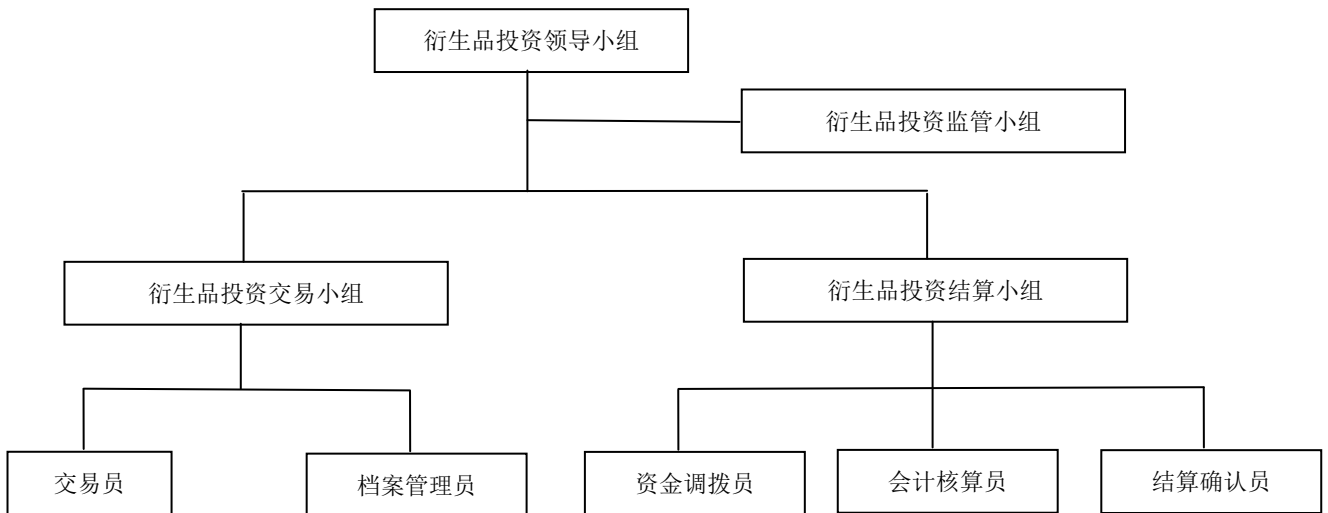 衍生品投资领导小组
衍生品投资监管小组
衍生品投资交易小组
衍生品投资结算小组
交易员
档案管理员
资金调拨员
会计核算员
结算确认员